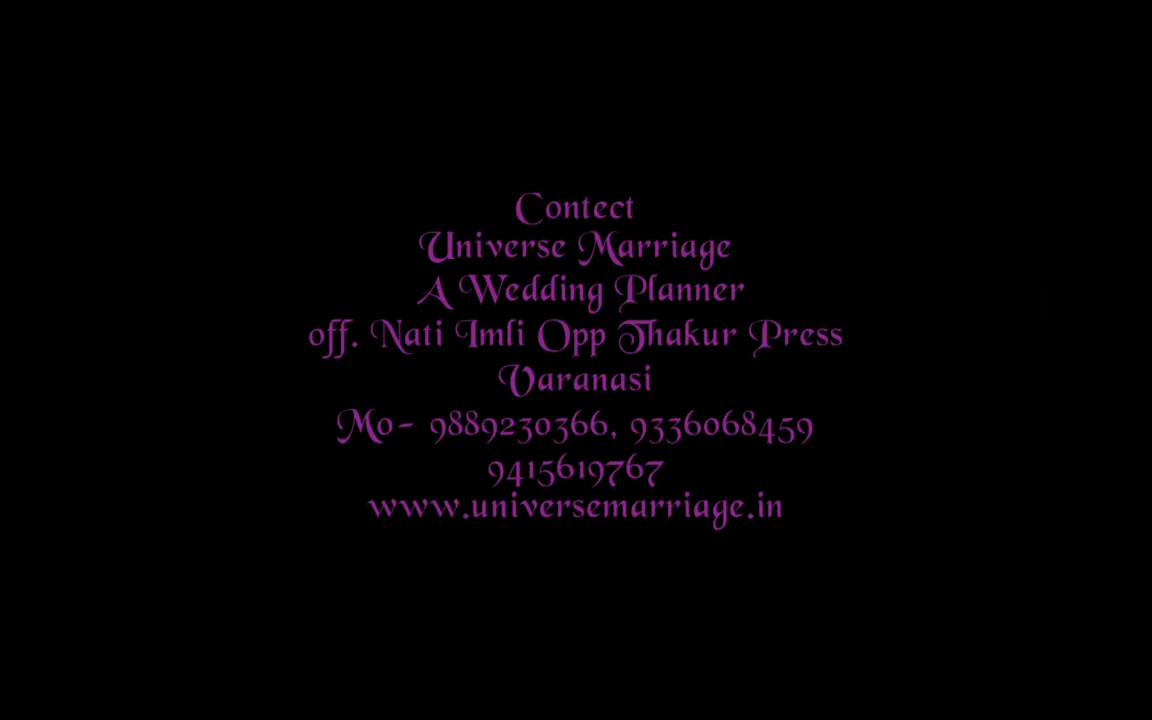 Contect
Universe Marriage
A Wedding Planner
off. Nati Imli Opp Thakur Press
Varanasi
Mo- 9889230366, 9336068459
9415619767
www.universemarriage.in